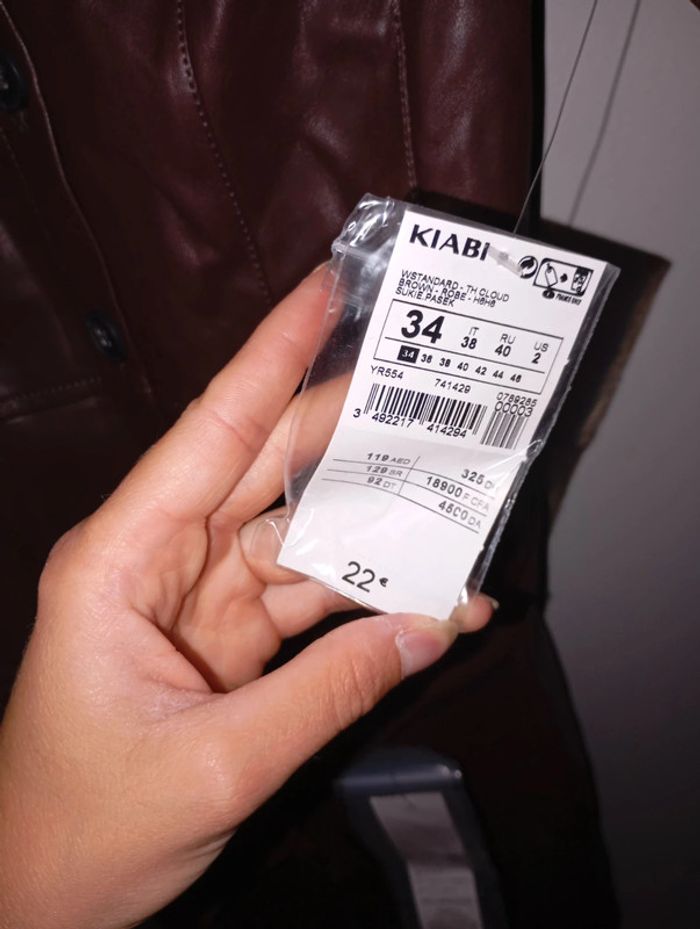 KIABI
WSTANDARD - TH CLOUD
BROWN - ROBE - H6H6
SUKIE.PASEK
34 IT 38 RU 40 US 2
34 36 38 40 42 44 46
YR554 741429 0789285
00003
3 492217 414294
119 AED 325 DH
129 SR 18900 F CFA
92 DT 4500 DA
22 €